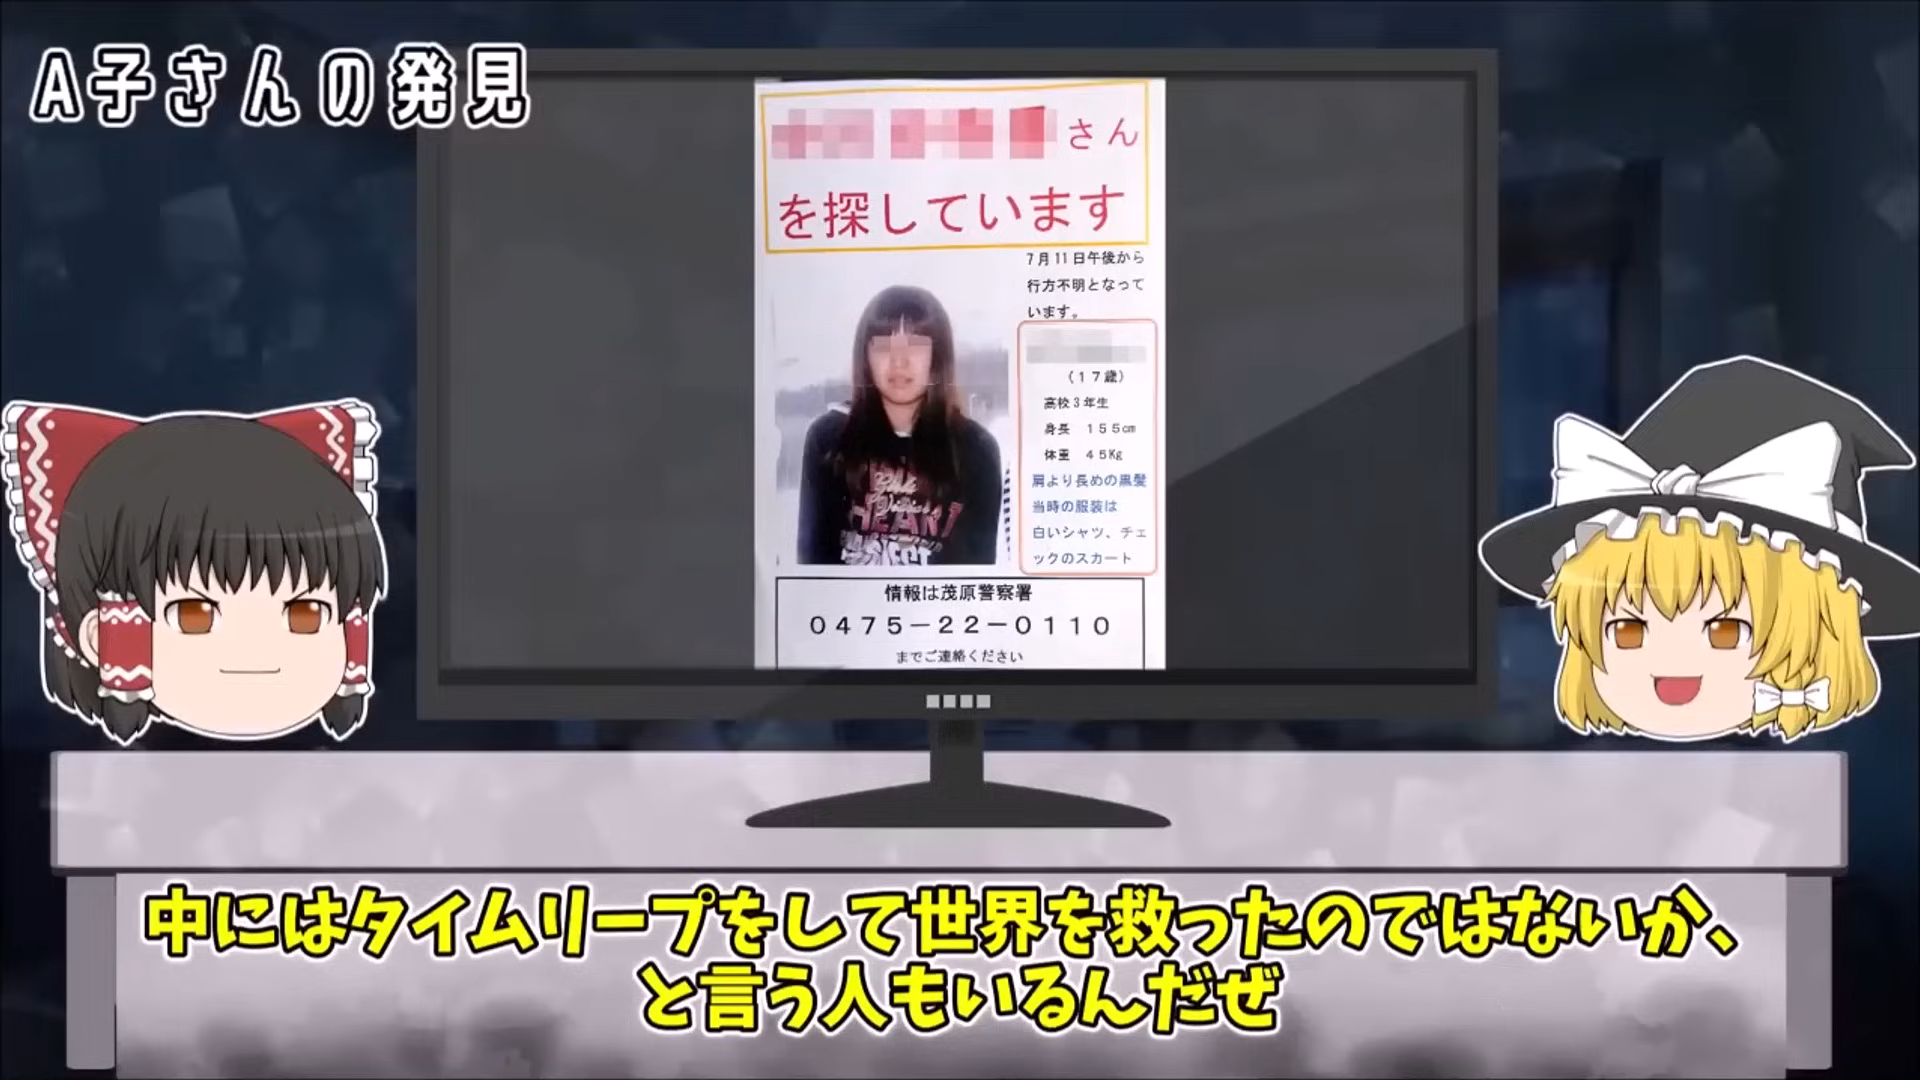 A子さんの発見
さん
を探しています
7月11日午後から
行方不明となって
います。
(17歳)
高校3年生
身長 155㎝
体重 45Kg
肩より長めの黒髪
当時の服装は
白いシャツ、チェ
ックのスカート
HEART
情報は茂原警察署
0475-22-0110
までご連絡ください
中にはタイムリープをして世界を救ったのではないか、
と言う人もいるんだぜ